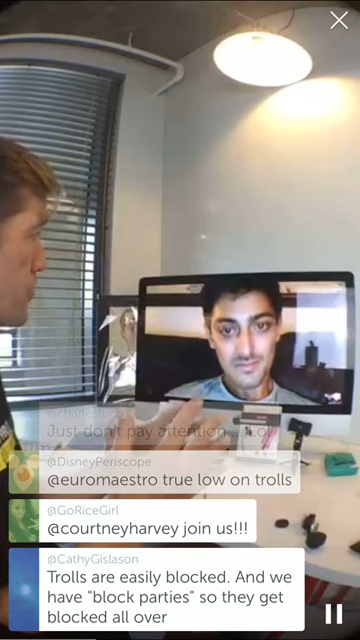 Just don't pay attention... Lol
@DisneyPeriscope
@euromaestro true low on trolls
@GoRiceGirl
@courtneyharvey join us!!!
@CathyGislason
Trolls are easily blocked. And we
have "block parties" so they get
blocked all over